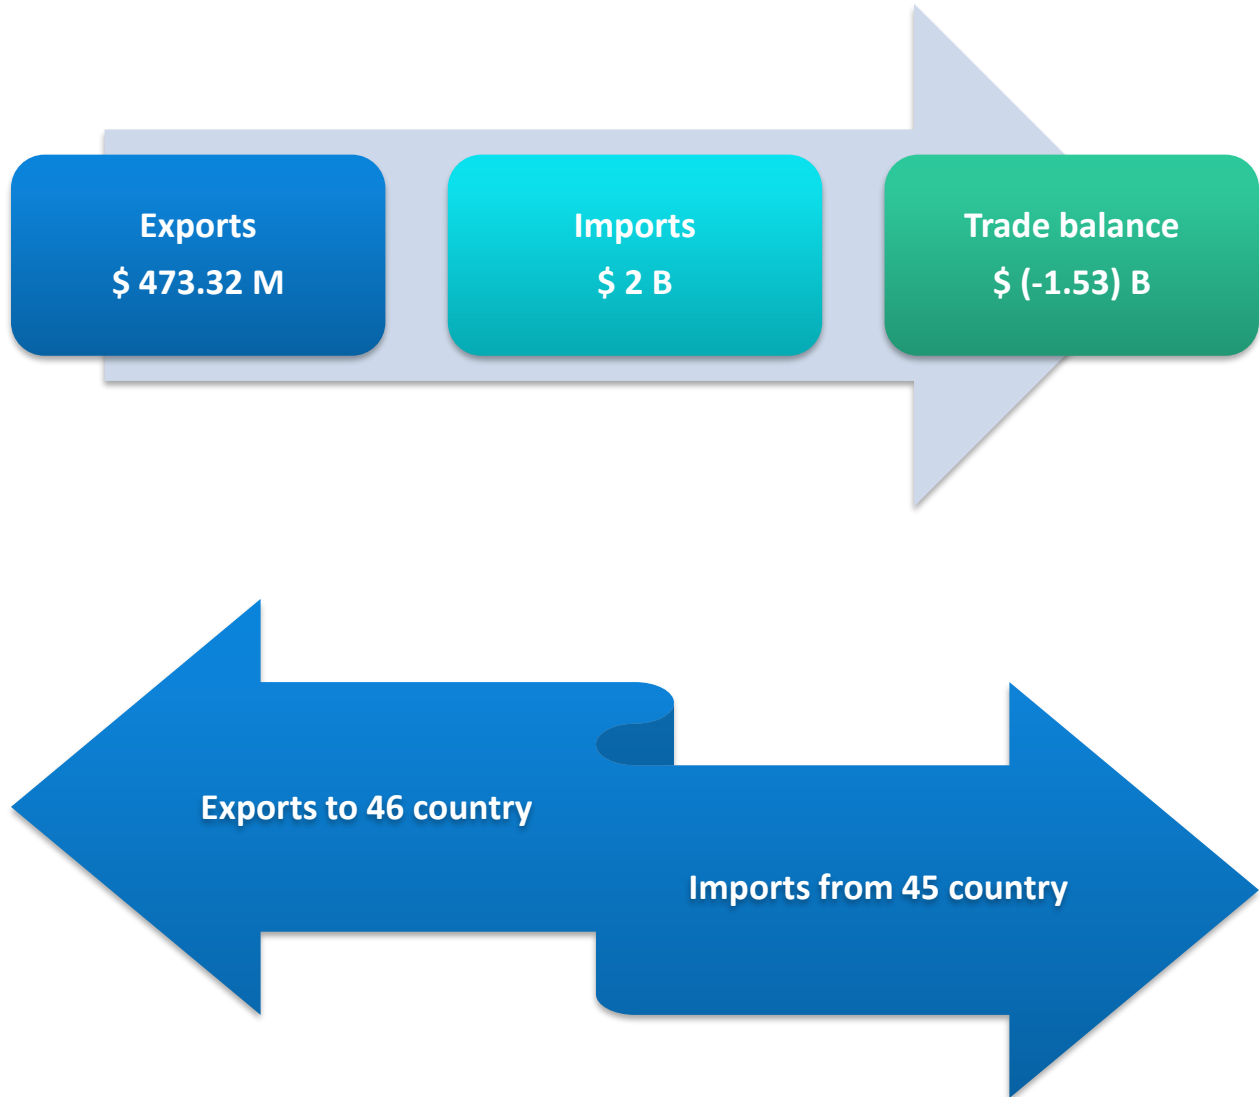 Exports
$ 473.32 M
Imports
$ 2 B
Trade balance
$ (-1.53) B
Exports to 46 country
Imports from 45 country